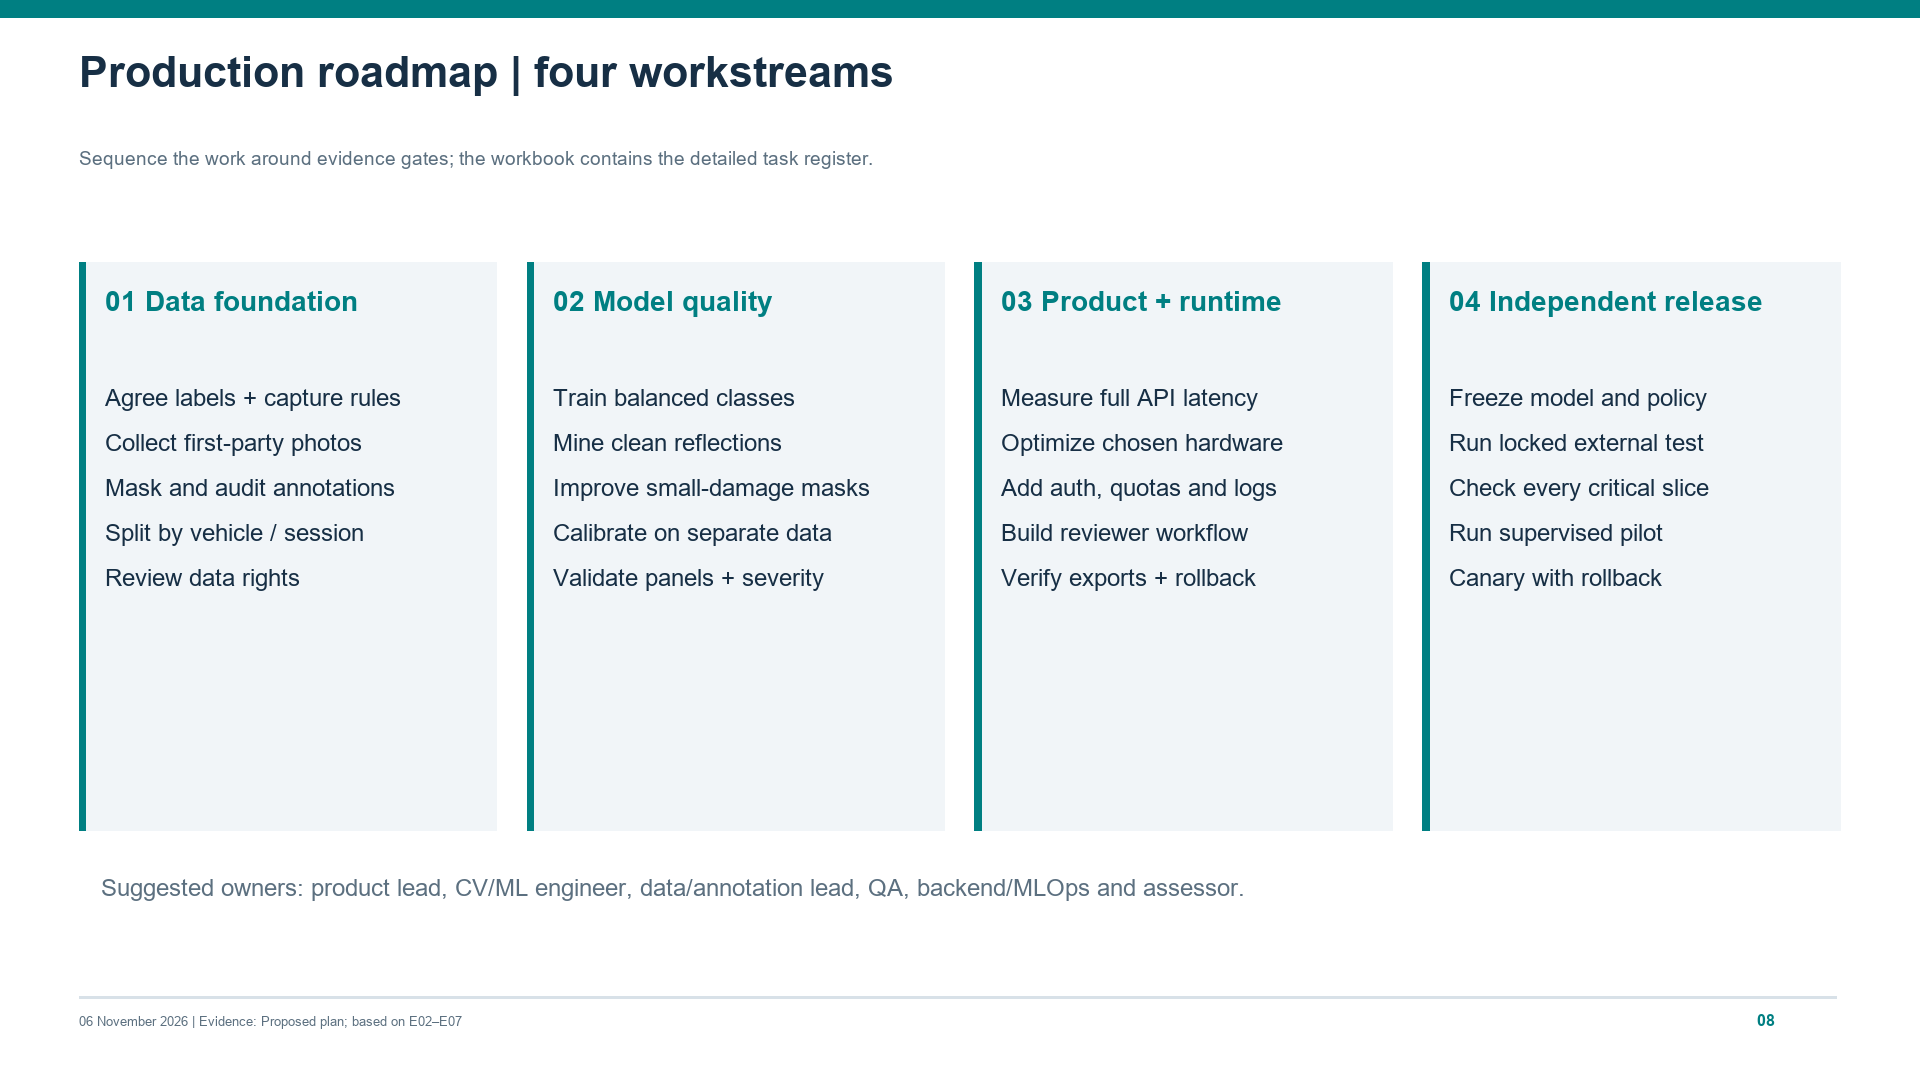 Production roadmap | four workstreams
Sequence the work around evidence gates; the workbook contains the detailed task register.
01 Data foundation
Agree labels + capture rules
Collect first-party photos
Mask and audit annotations
Split by vehicle / session
Review data rights
02 Model quality
Train balanced classes
Mine clean reflections
Improve small-damage masks
Calibrate on separate data
Validate panels + severity
03 Product + runtime
Measure full API latency
Optimize chosen hardware
Add auth, quotas and logs
Build reviewer workflow
Verify exports + rollback
04 Independent release
Freeze model and policy
Run locked external test
Check every critical slice
Run supervised pilot
Canary with rollback
Suggested owners: product lead, CV/ML engineer, data/annotation lead, QA, backend/MLOps and assessor.
06 November 2026 | Evidence: Proposed plan; based on E02–E07
08